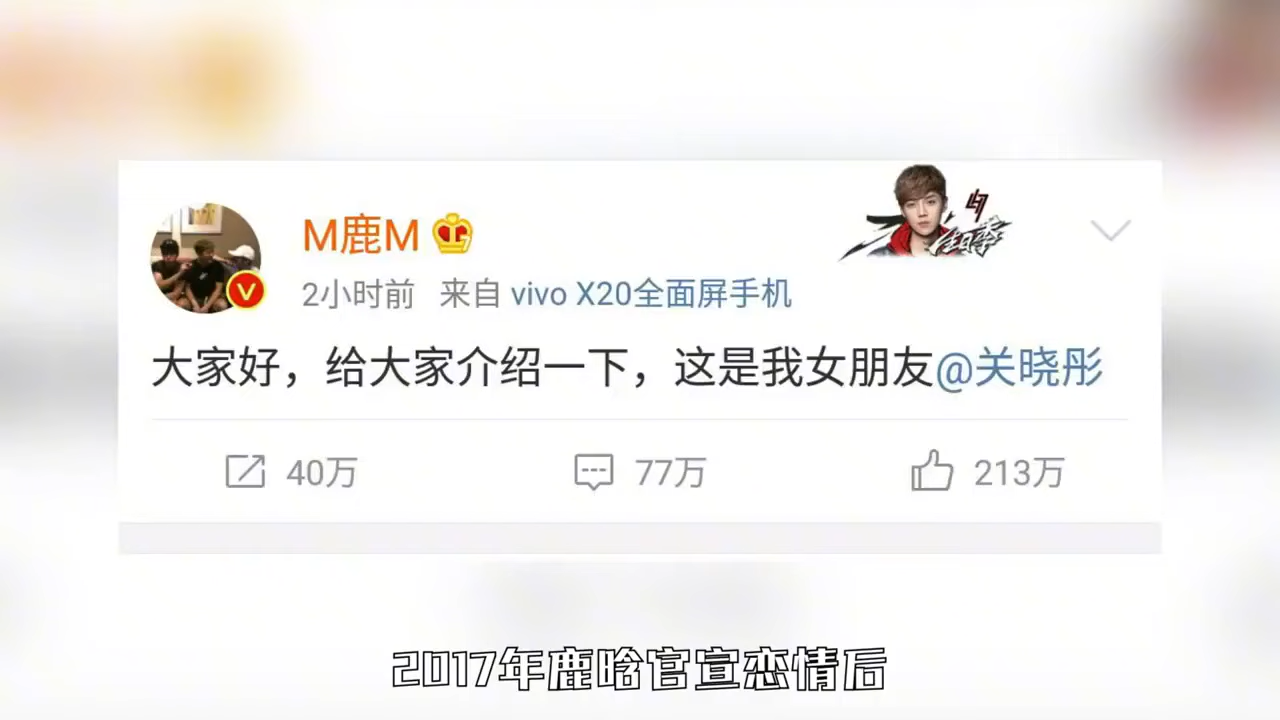 M鹿M
2小时前 来自 vivo X20全面屏手机
大家好，给大家介绍一下，这是我女朋友@关晓彤
40万 77万 213万
2017年鹿晗官宣恋情后